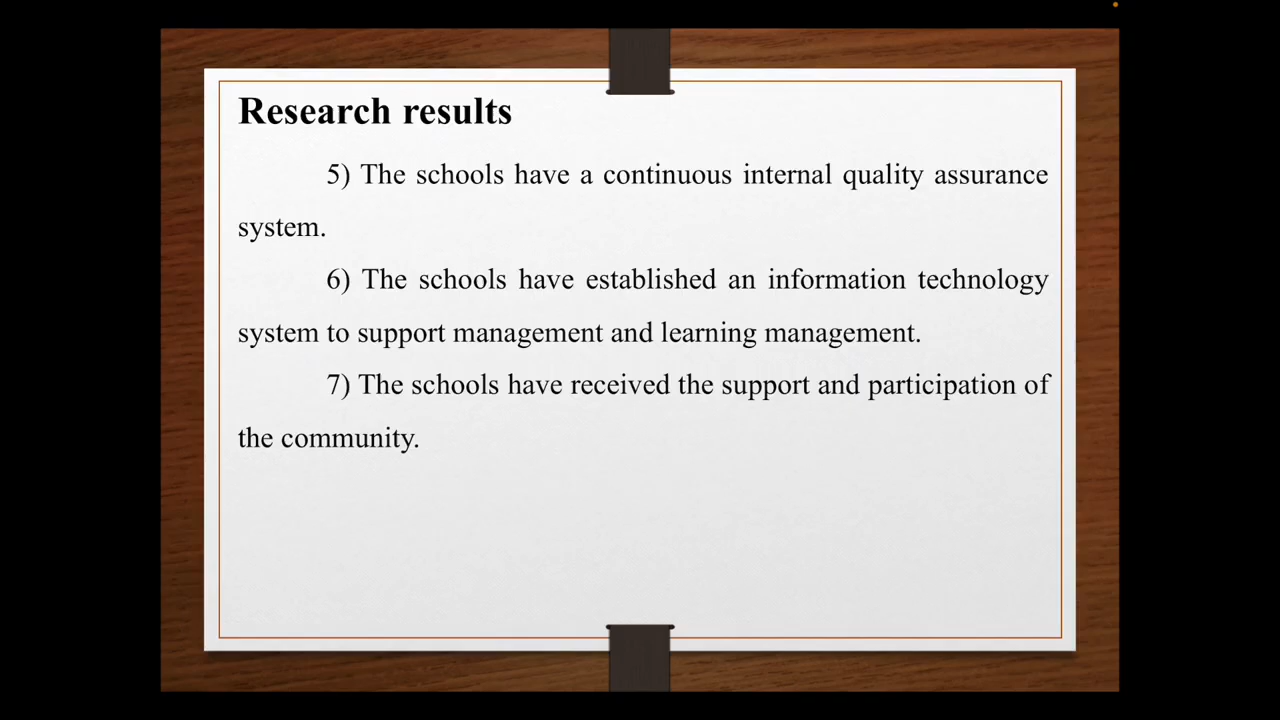 Research results
5) The schools have a continuous internal quality assurance
system.
6) The schools have established an information technology
system to support management and learning management.
7) The schools have received the support and participation of
the community.